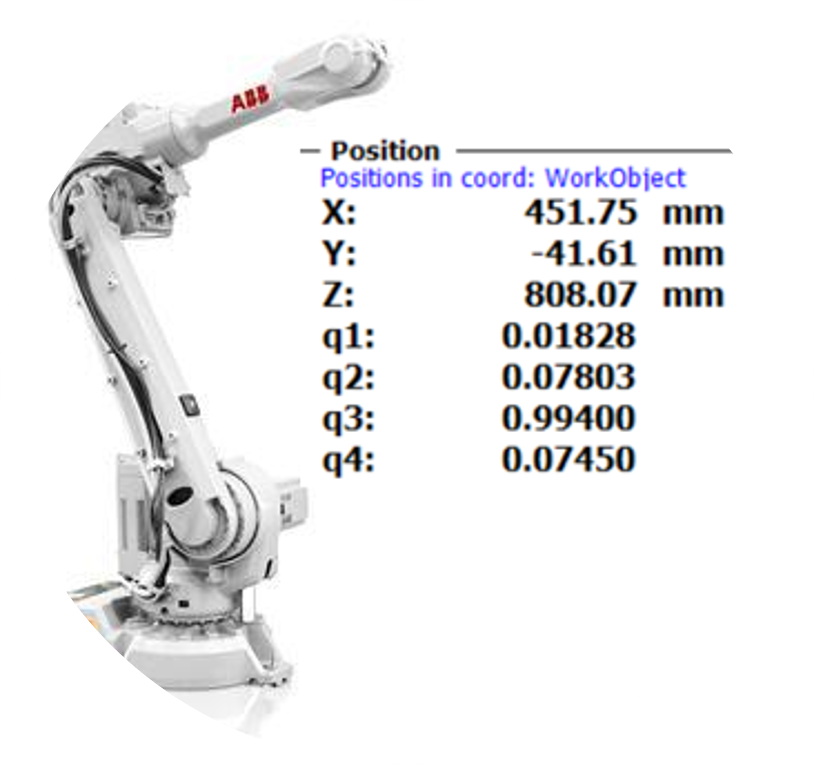 ABB
Position
Positions in coord: WorkObject
X: 451.75 mm
Y: -41.61 mm
Z: 808.07 mm
q1: 0.01828
q2: 0.07803
q3: 0.99400
q4: 0.07450